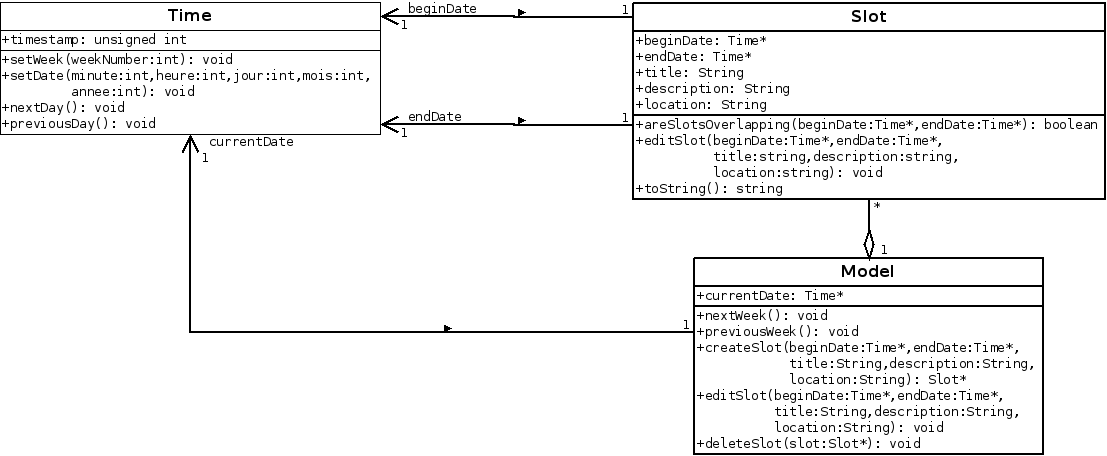 Time
+timestamp: unsigned int
+setWeek(weekNumber:int): void
+setDate(minute:int,heure:int,jour:int,mois:int,
annee:int): void
+nextDay(): void
+previousDay(): void
beginDate
1
1
endDate
1
1
currentDate
1
Slot
+beginDate: Time*
+endDate: Time*
+title: String
+description: String
+location: String
+areSlotsOverlapping(beginDate:Time*,endDate:Time*): boolean
+editSlot(beginDate:Time*,endDate:Time*,
title:string,description:string,
location:string): void
+toString(): string
*
1
Model
+currentDate: Time*
1
+nextWeek(): void
+previousWeek(): void
+createSlot(beginDate:Time*,endDate:Time*,
title:String,description:String,
location:String): Slot*
+editSlot(beginDate:Time*,endDate:Time*,
title:String,description:String,
location:String): void
+deleteSlot(slot:Slot*): void